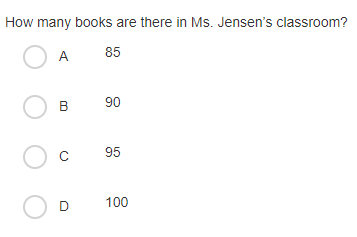 How many books are there in Ms. Jensen's classroom?
A 85
B 90
C 95
D 100